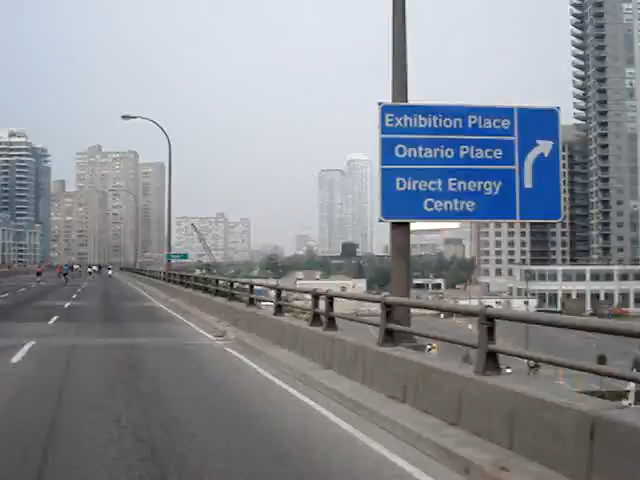 Exhibition Place
Ontario Place
Direct Energy
Centre